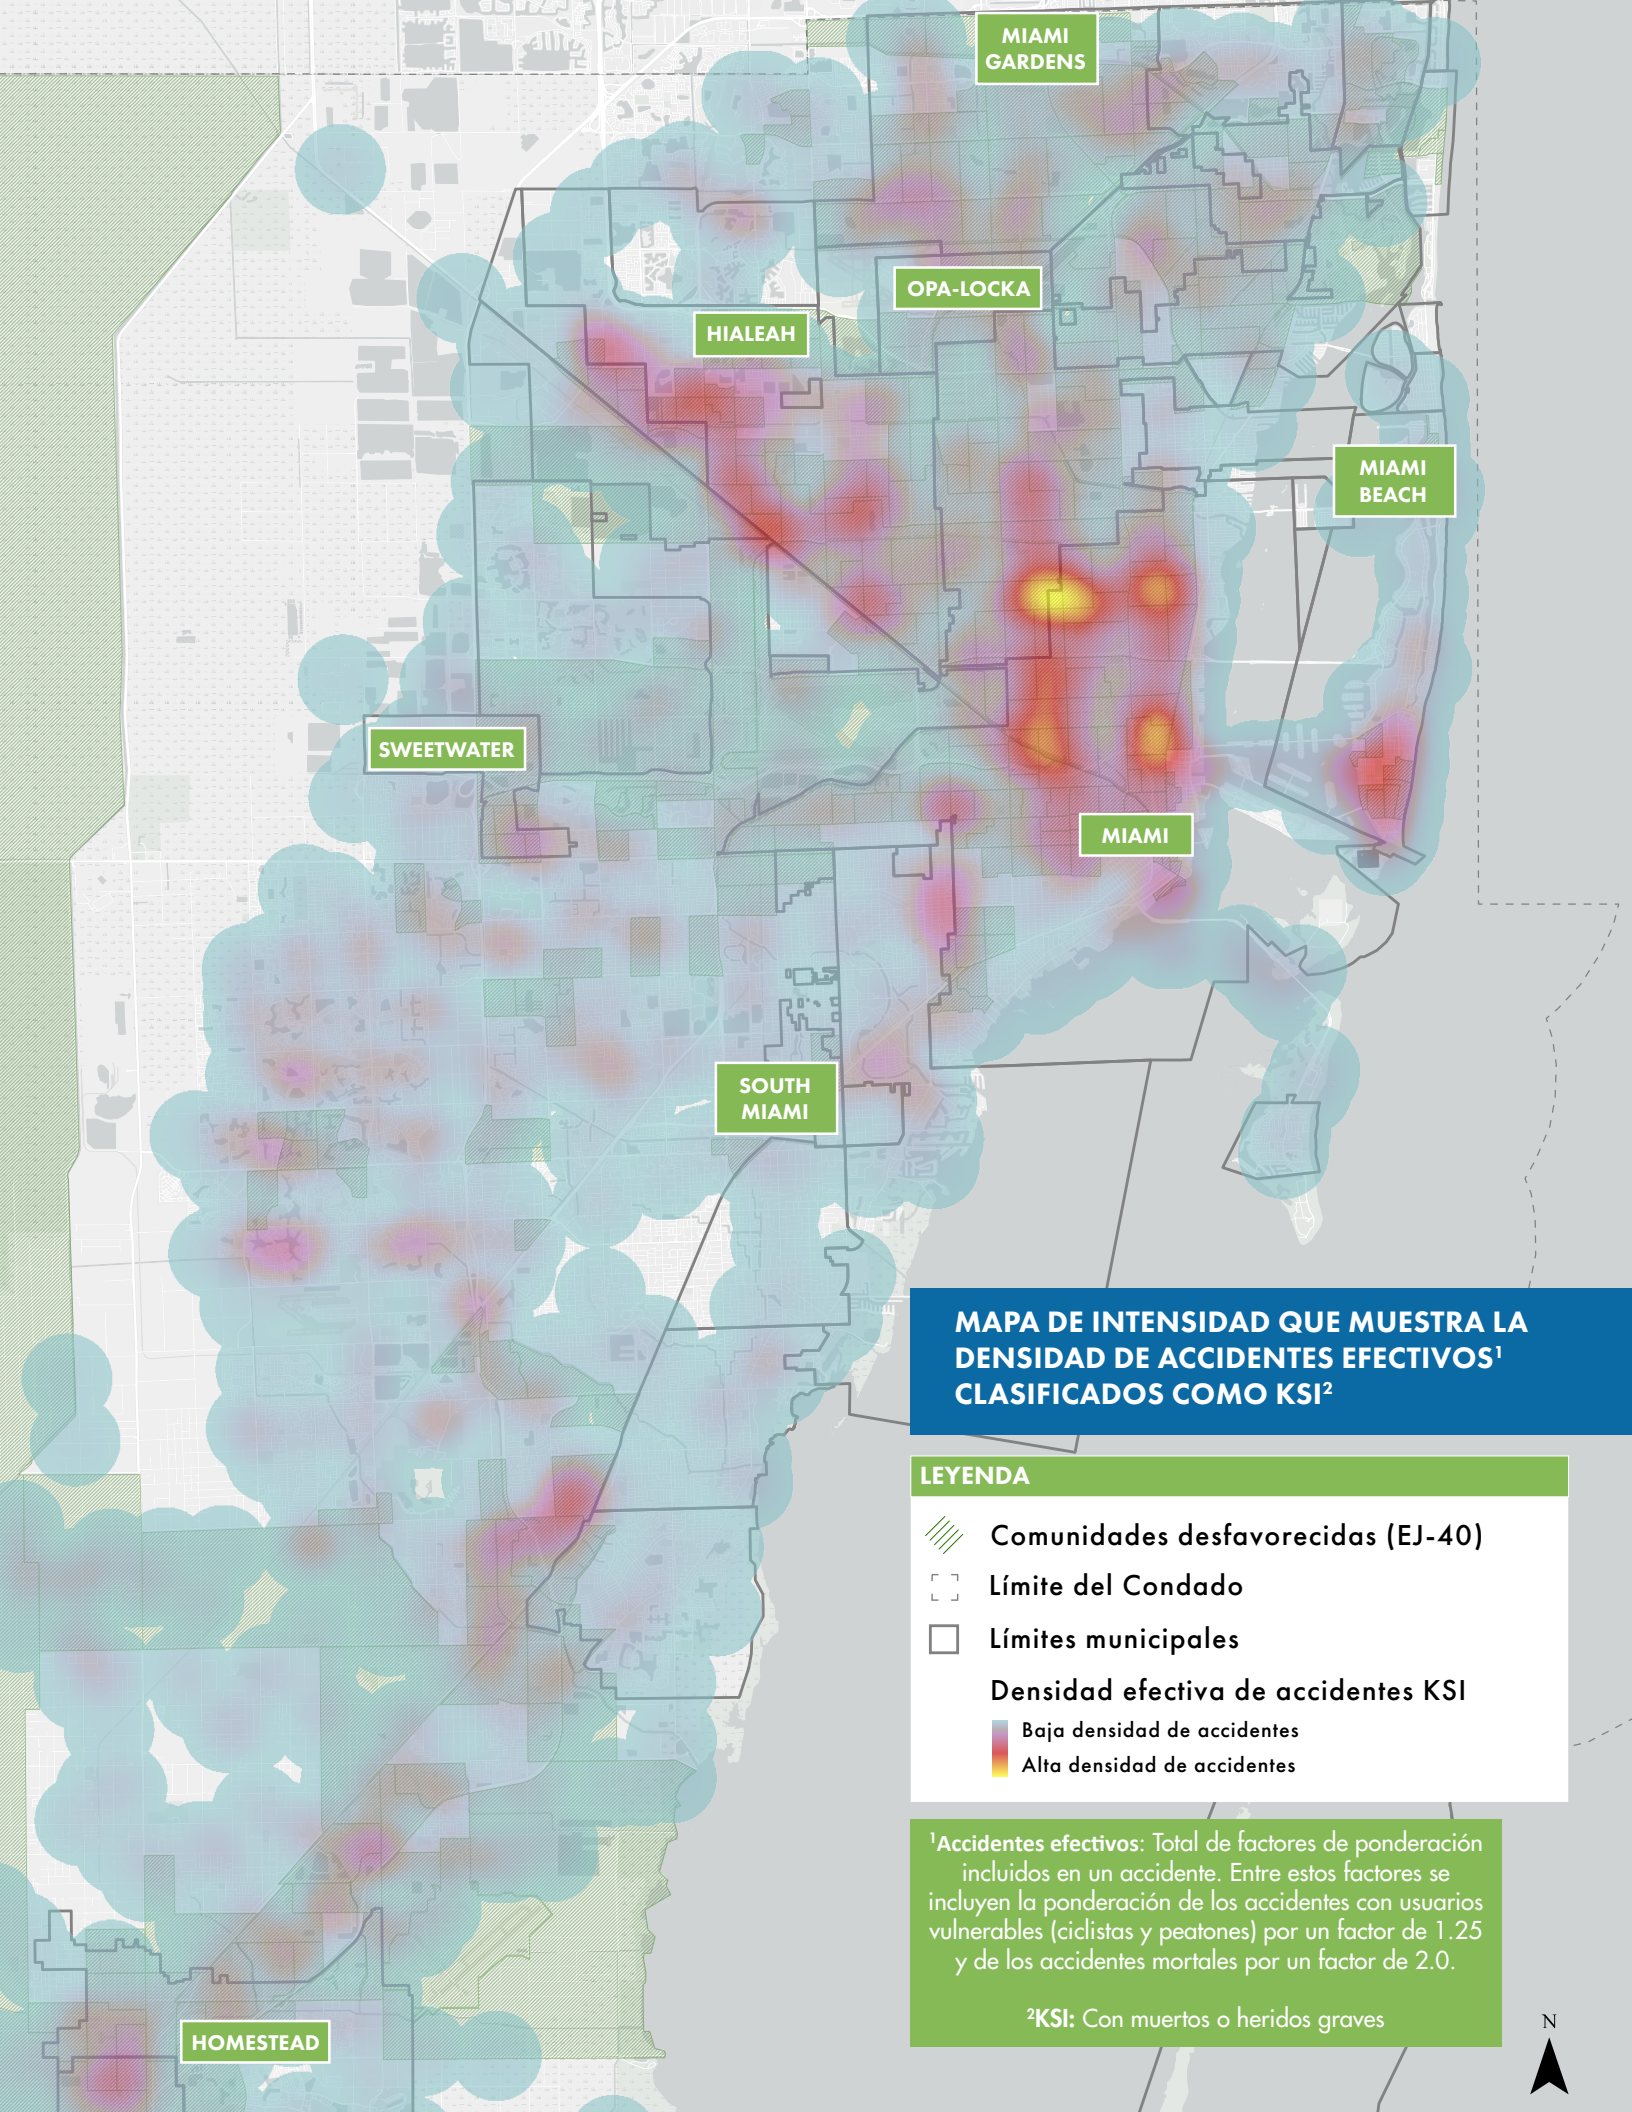 MIAMI
GARDENS
OPA-LOCKA
HIALEAH
MIAMI
BEACH
SWEETWATER
MIAMI
SOUTH
MIAMI
MAPA DE INTENSIDAD QUE MUESTRA LA
DENSIDAD DE ACCIDENTES EFECTIVOS¹
CLASIFICADOS COMO KSI²
LEYENDA
Comunidades desfavorecidas (EJ-40)
Límite del Condado
Límites municipales
Densidad efectiva de accidentes KSI
Baja densidad de accidentes
Alta densidad de accidentes
¹Accidentes efectivos: Total de factores de ponderación
incluidos en un accidente. Entre estos factores se
incluyen la ponderación de los accidentes con usuarios
vulnerables (ciclistas y peatones) por un factor de 1.25
y de los accidentes mortales por un factor de 2.0.
²KSI: Con muertos o heridos graves
N
HOMESTEAD